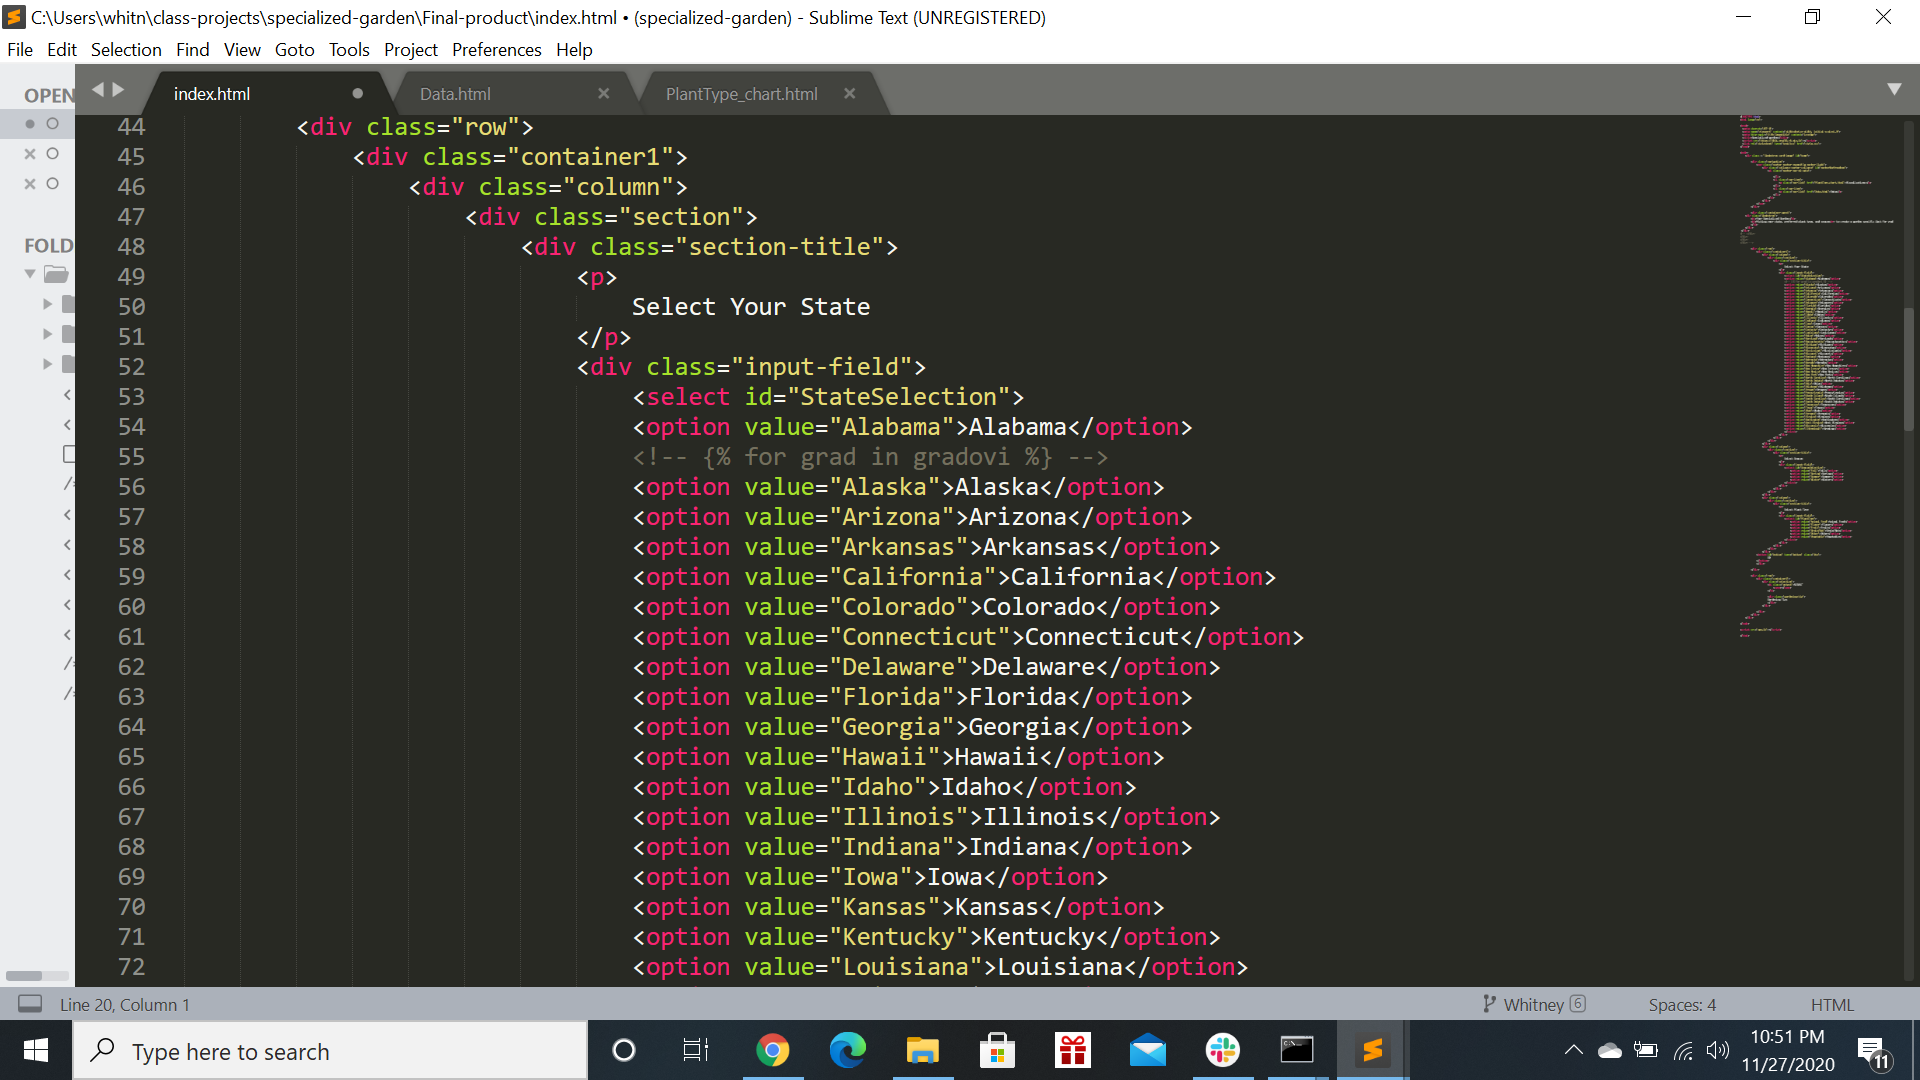 C:\Users\whitn\class-projects\specialized-garden\Final-product\index.html • (specialized-garden) - Sublime Text (UNREGISTERED)
File Edit Selection Find View Goto Tools Project Preferences Help
OPEN
index.html
Data.html
PlantType_chart.html
FOLD
44 <div class="row">
45 <div class="container1">
46 <div class="column">
47 <div class="section">
48 <div class="section-title">
49 <p>
50 Select Your State
51 </p>
52 <div class="input-field">
53 <select id="StateSelection">
54 <option value="Alabama">Alabama</option>
55 <!-- {% for grad in gradovi %} -->
56 <option value="Alaska">Alaska</option>
57 <option value="Arizona">Arizona</option>
58 <option value="Arkansas">Arkansas</option>
59 <option value="California">California</option>
60 <option value="Colorado">Colorado</option>
61 <option value="Connecticut">Connecticut</option>
62 <option value="Delaware">Delaware</option>
63 <option value="Florida">Florida</option>
64 <option value="Georgia">Georgia</option>
65 <option value="Hawaii">Hawaii</option>
66 <option value="Idaho">Idaho</option>
67 <option value="Illinois">Illinois</option>
68 <option value="Indiana">Indiana</option>
69 <option value="Iowa">Iowa</option>
70 <option value="Kansas">Kansas</option>
71 <option value="Kentucky">Kentucky</option>
72 <option value="Louisiana">Louisiana</option>
Line 20, Column 1
Whitney 6
Spaces: 4
HTML
Type here to search
10:51 PM
11/27/2020
11